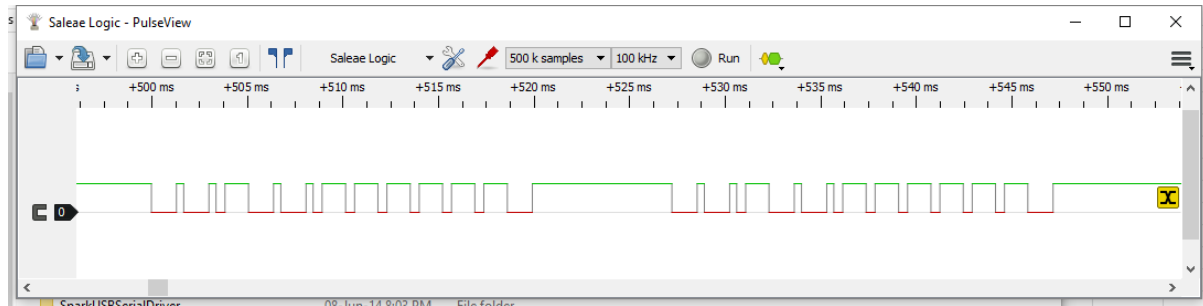 s
Saleae Logic - PulseView
Saleae Logic 500 k samples 100 kHz Run
s +500 ms +505 ms +510 ms +515 ms +520 ms +525 ms +530 ms +535 ms +540 ms +545 ms +550 ms
0
SparkUSBSerialDriver 08-Jun-14 8:03 PM File folder